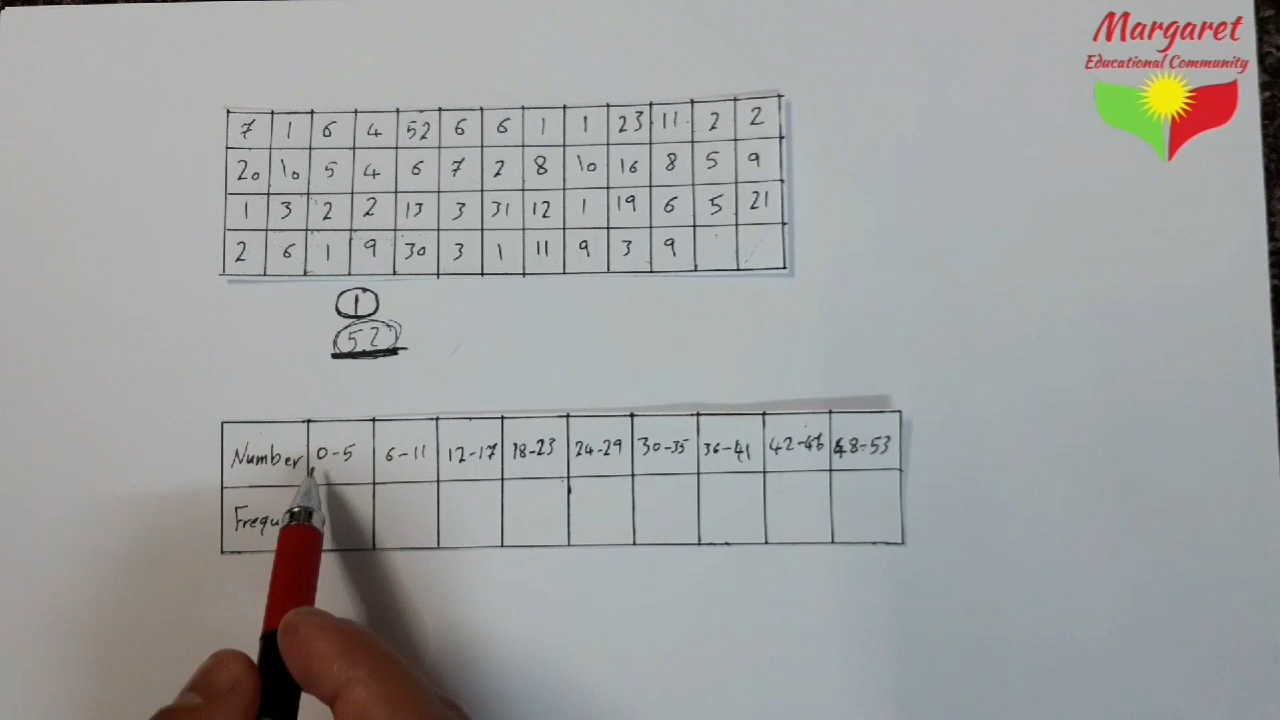 Margaret
Educational Community
7 1 6 4 52 6 6 1 1 23 11 2 2
20 10 5 4 6 7 2 8 10 16 8 5 9
1 3 2 2 13 3 31 12 1 19 6 5 21
2 6 1 9 30 3 1 11 9 3 9
1
52
Number 0-5 6-11 12-17 18-23 24-29 30-35 36-41 42-46 48-53
Frequ